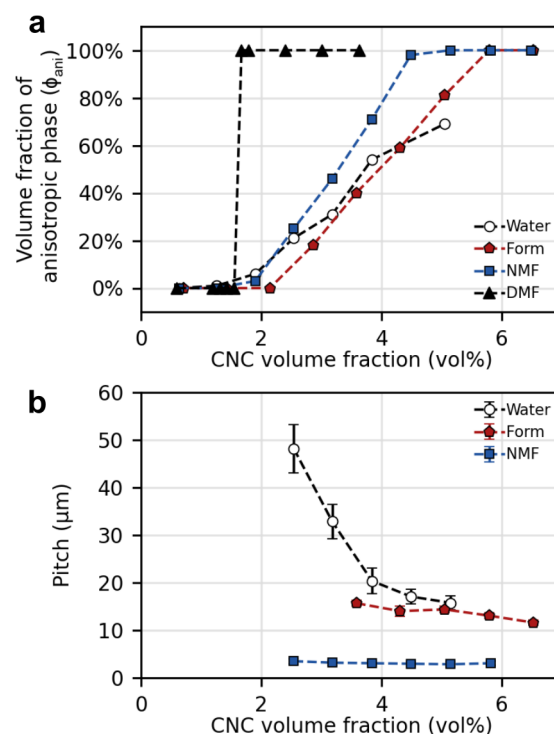 a
Volume fraction of
anisotropic phase (ϕani)
100%
80%
60%
40%
20%
0%
Water
Form
NMF
DMF
0 2 4 6
CNC volume fraction (vol%)
b
Pitch (μm)
60
50
40
30
20
10
0
Water
Form
NMF
0 2 4 6
CNC volume fraction (vol%)